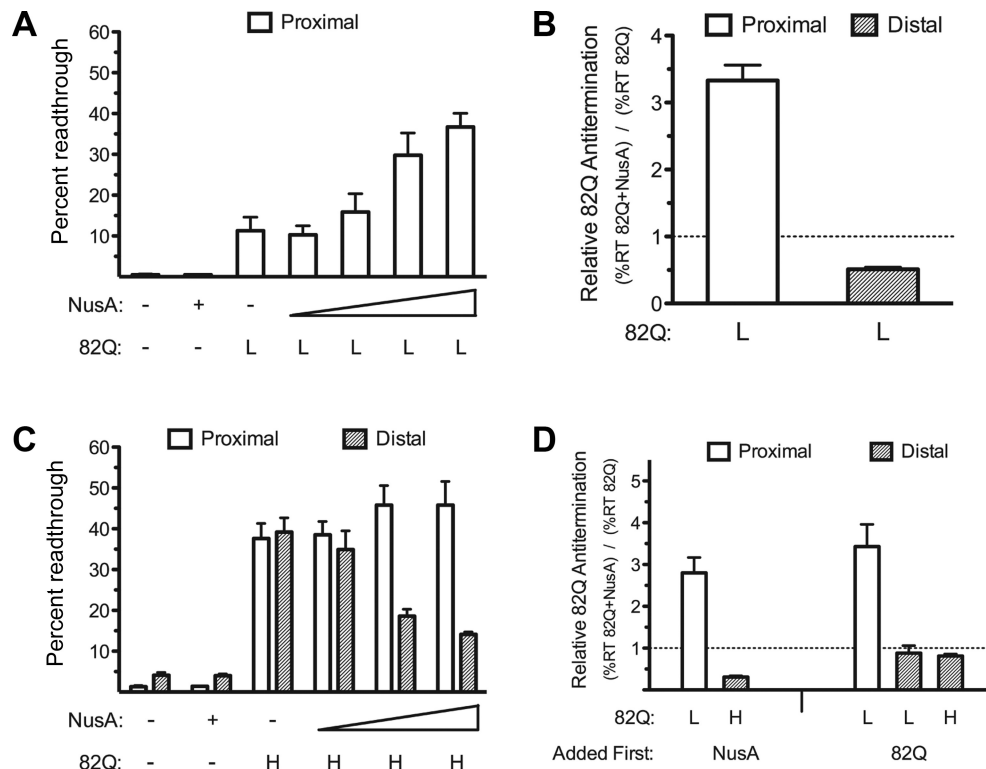 A
Proximal
Percent readthrough
60
50
40
30
20
10
NusA: - + -
82Q: - - L L L L L
B
Proximal Distal
Relative 82Q Antitermination
(%RT 82Q+NusA) / (%RT 82Q)
4
3
2
1
0
82Q: L L
C
Proximal Distal
Percent readthrough
60
50
40
30
20
10
NusA: - + -
82Q: - - H H H H
D
Proximal Distal
Relative 82Q Antitermination
(%RT 82Q+NusA) / (%RT 82Q)
5
4
3
2
1
82Q: L H L L H
Added First: NusA 82Q